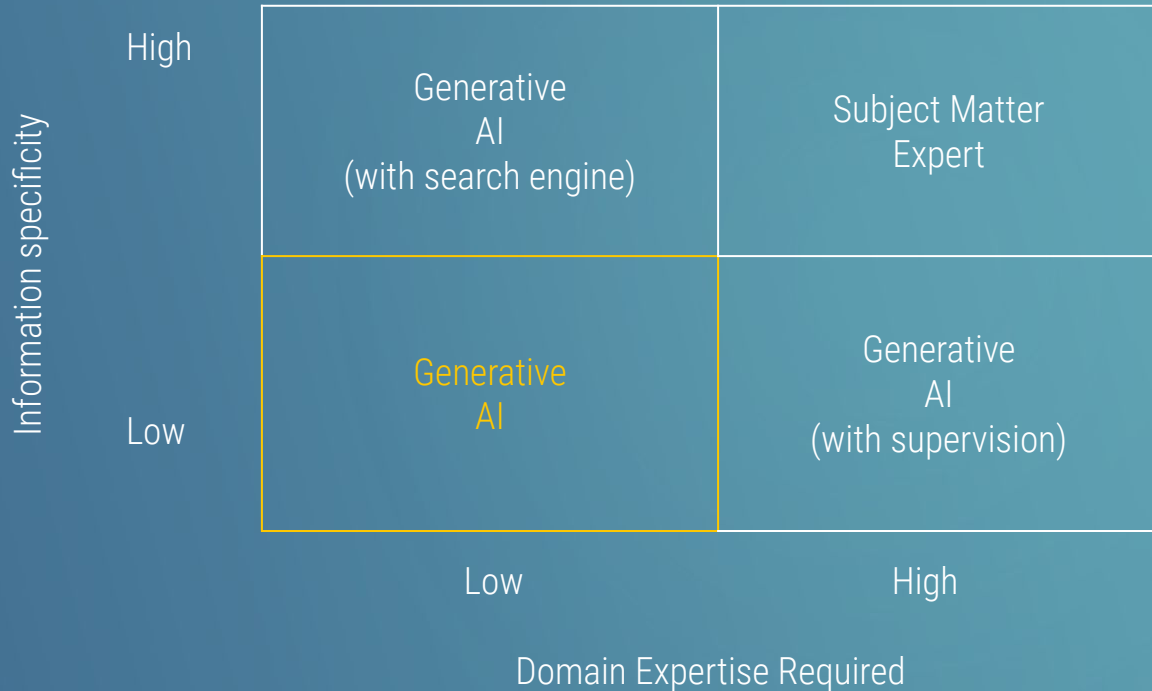 Information specificity
High
Generative
AI
(with search engine)
Subject Matter
Expert
Low
Generative
AI
Generative
AI
(with supervision)
Low
High
Domain Expertise Required